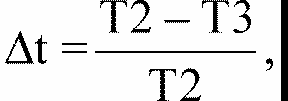 Δt = (T2 − T3) / T2 ,